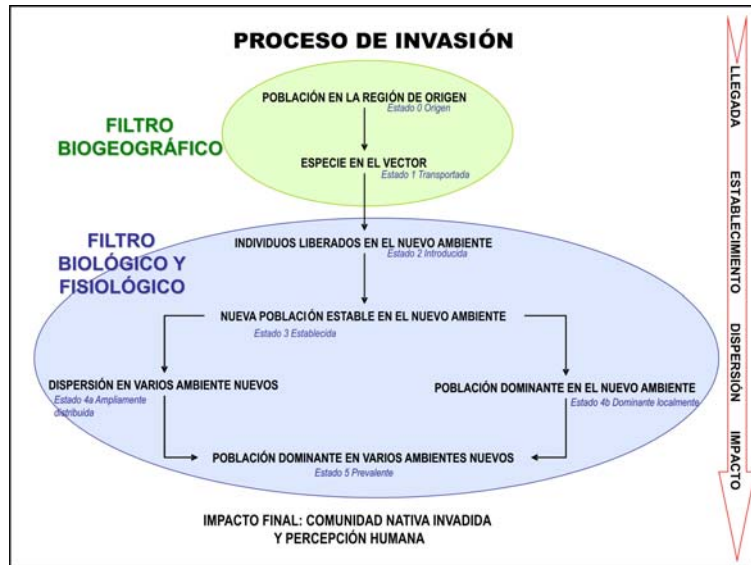 PROCESO DE INVASIÓN
FILTRO
BIOGEOGRÁFICO
POBLACIÓN EN LA REGIÓN DE ORIGEN
Estado 0 Origen
ESPECIE EN EL VECTOR
Estado 1 Transportada
FILTRO
BIOLÓGICO Y
FISIOLÓGICO
INDIVIDUOS LIBERADOS EN EL NUEVO AMBIENTE
Estado 2 Introducida
NUEVA POBLACIÓN ESTABLE EN EL NUEVO AMBIENTE
Estado 3 Establecida
DISPERSIÓN EN VARIOS AMBIENTE NUEVOS
Estado 4a Ampliamente
distribuida
POBLACIÓN DOMINANTE EN EL NUEVO AMBIENTE
Estado 4b Dominante localmente
POBLACIÓN DOMINANTE EN VARIOS AMBIENTES NUEVOS
Estado 5 Prevalente
IMPACTO FINAL: COMUNIDAD NATIVA INVADIDA
Y PERCEPCIÓN HUMANA
LLEGADA
ESTABLECIMIENTO
DISPERSIÓN
IMPACTO